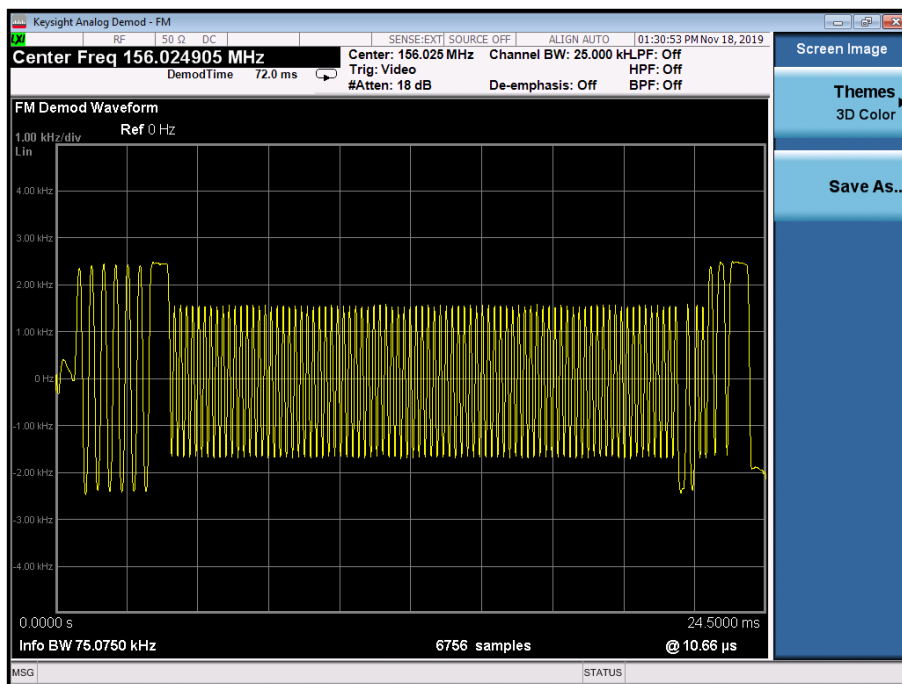 Keysight Analog Demod - FM
LXI RF 50 Ω DC SENSE:EXT SOURCE OFF ALIGN AUTO 01:30:53 PM Nov 18, 2019
Center Freq 156.024905 MHz
Center: 156.025 MHz Channel BW: 25.000 kHLPF: Off
DemodTime 72.0 ms Trig: Video HPF: Off
#Atten: 18 dB De-emphasis: Off BPF: Off
Screen Image
Themes
3D Color
Save As..
FM Demod Waveform
Ref 0 Hz
1.00 kHz/div
Lin
4.00 kHz
3.00 kHz
2.00 kHz
1.00 kHz
0 Hz
-1.00 kHz
-2.00 kHz
-3.00 kHz
-4.00 kHz
0.0000 s 24.5000 ms
Info BW 75.0750 kHz 6756 samples @ 10.66 µs
MSG STATUS